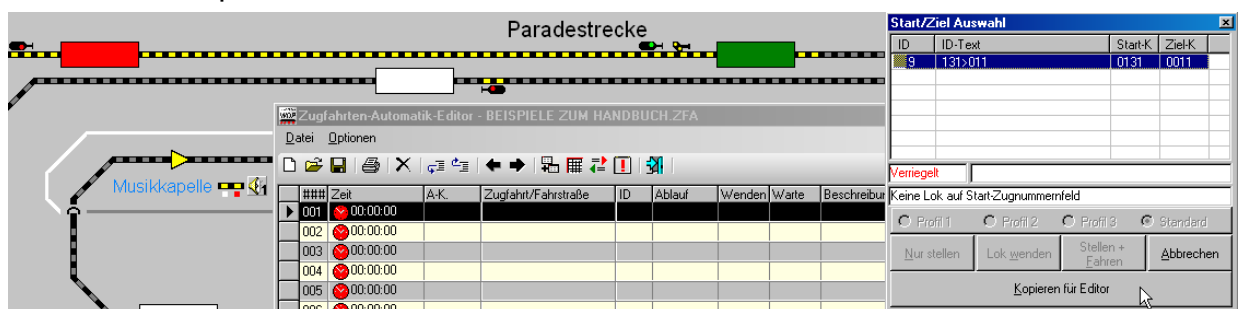 Paradestrecke
Musikkapelle
Zugfahrten-Automatik-Editor - BEISPIELE ZUM HANDBUCH.ZFA
Datei Optionen
### Zeit A-K. Zugfahrt/Fahrstraße ID Ablauf Wenden Warte Beschreibur
001 00:00:00
002 00:00:00
003 00:00:00
004 00:00:00
005 00:00:00
Start/Ziel Auswahl
ID ID-Text Start-K Ziel-K
9 131>011 0131 0011
Verriegelt
Keine Lok auf Start-Zugnummernfeld
Profil 1 Profil 2 Profil 3 Standard
Nur stellen Lok wenden Stellen + Fahren Abbrechen
Kopieren für Editor